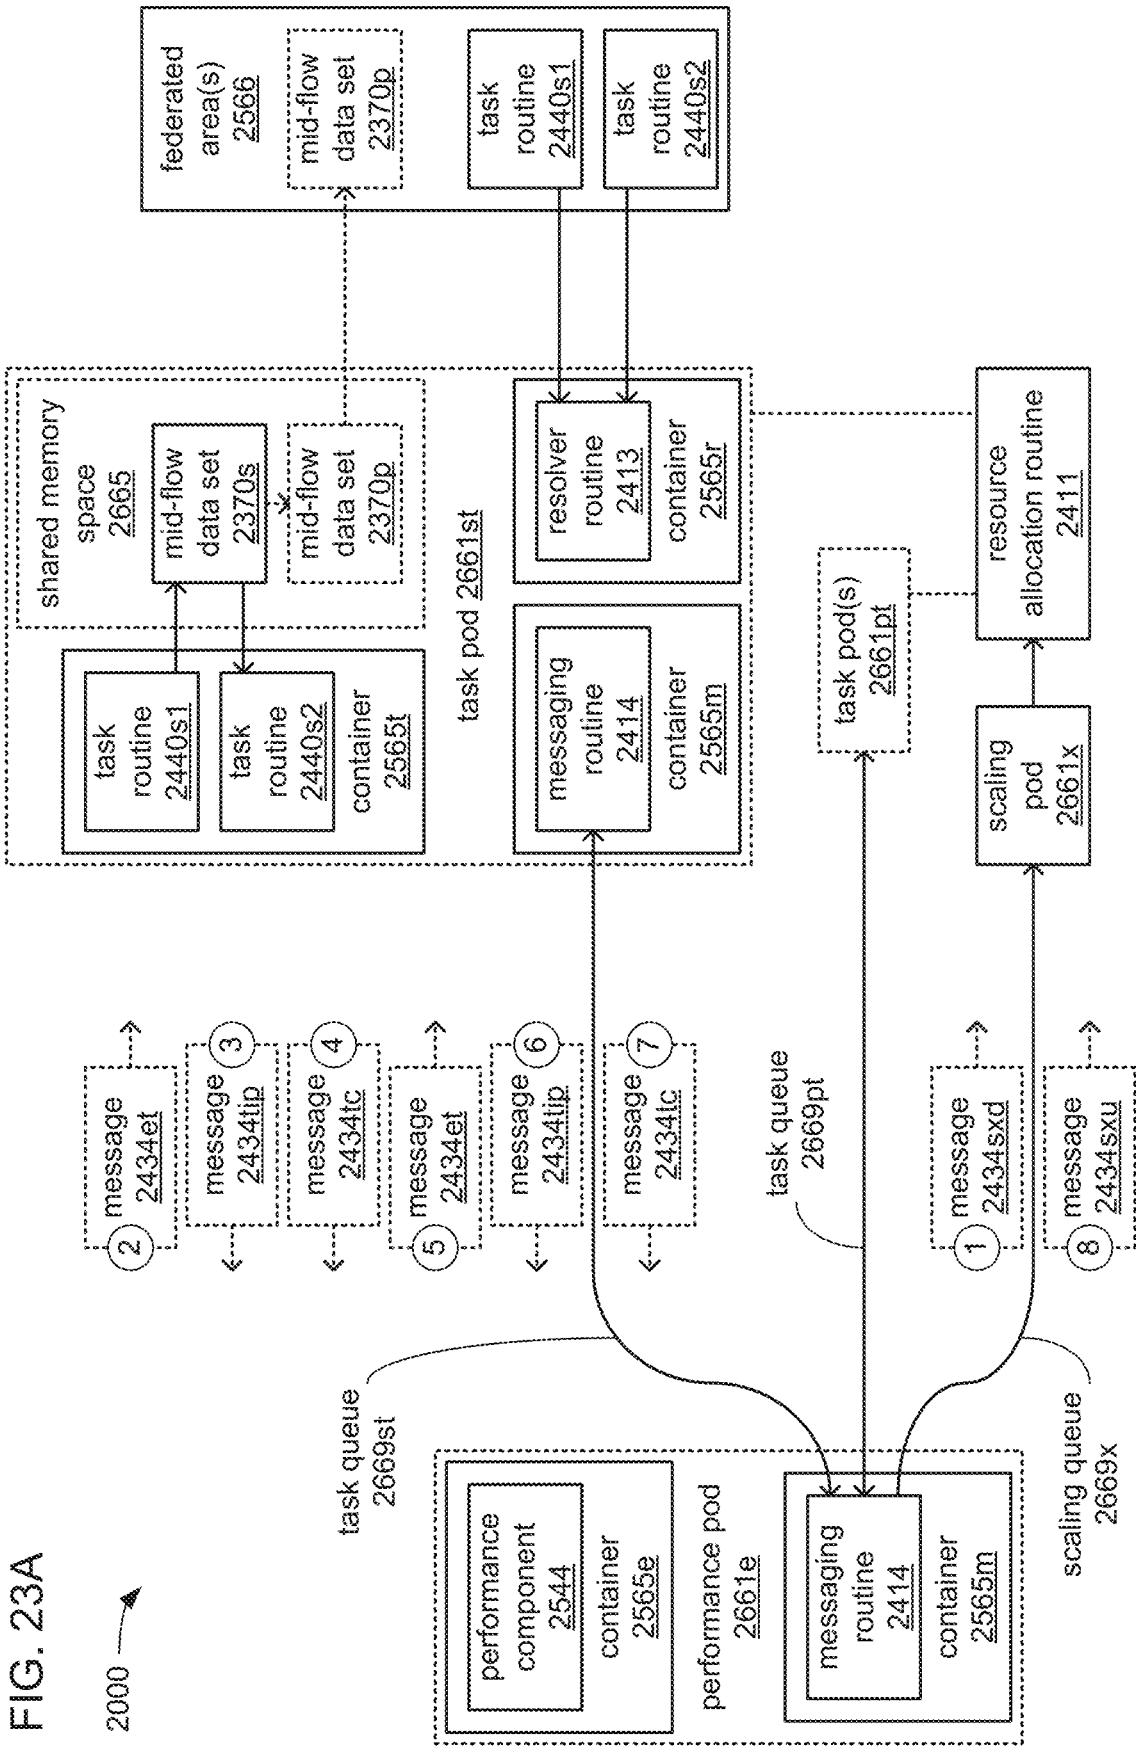 FIG. 23A
2000
performance
component
2544
container
2565e
performance pod
2661e
messaging
routine
2414
container
2565m
task queue
2669st
task queue
2669pt
scaling queue
2669x
2
message
2434et
3
message
2434tip
4
message
2434tc
5
message
2434et
6
message
2434tip
7
message
2434tc
1
message
2434sxd
8
message
2434sxu
task
routine
2440s1
task
routine
2440s2
container
2565t
shared memory
space
2665
mid-flow
data set
2370s
mid-flow
data set
2370p
task pod 2661st
messaging
routine
2414
container
2565m
resolver
routine
2413
container
2565r
task pod(s)
2661pt
scaling
pod
2661x
resource
allocation routine
2411
federated
area(s)
2566
mid-flow
data set
2370p
task
routine
2440s1
task
routine
2440s2